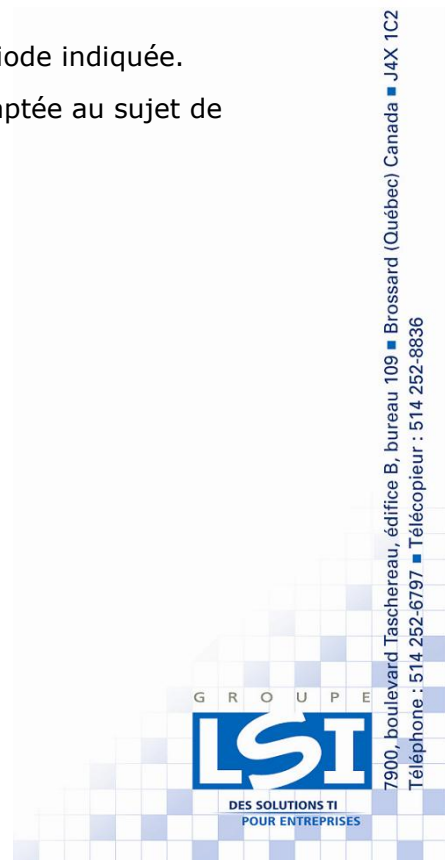 iode indiquée.
ptée au sujet de
7900, boulevard Taschereau, édifice B, bureau 109 ■ Brossard (Québec) Canada ■ J4X 1C2
Téléphone : 514 252-6797 ■ Télécopieur : 514 252-8836
GROUPE
LSI
DES SOLUTIONS TI
POUR ENTREPRISES